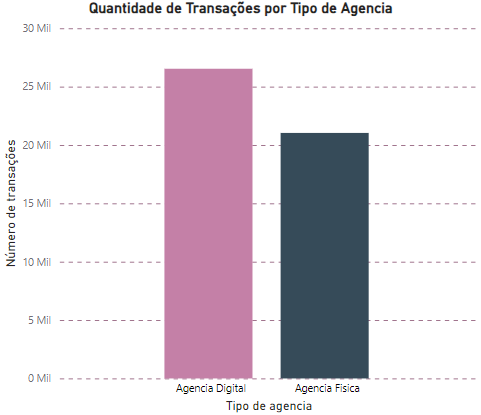 Quantidade de Transações por Tipo de Agencia
30 Mil
25 Mil
20 Mil
15 Mil
10 Mil
5 Mil
0 Mil
Número de transações
Agencia Digital
Agencia Fisica
Tipo de agencia